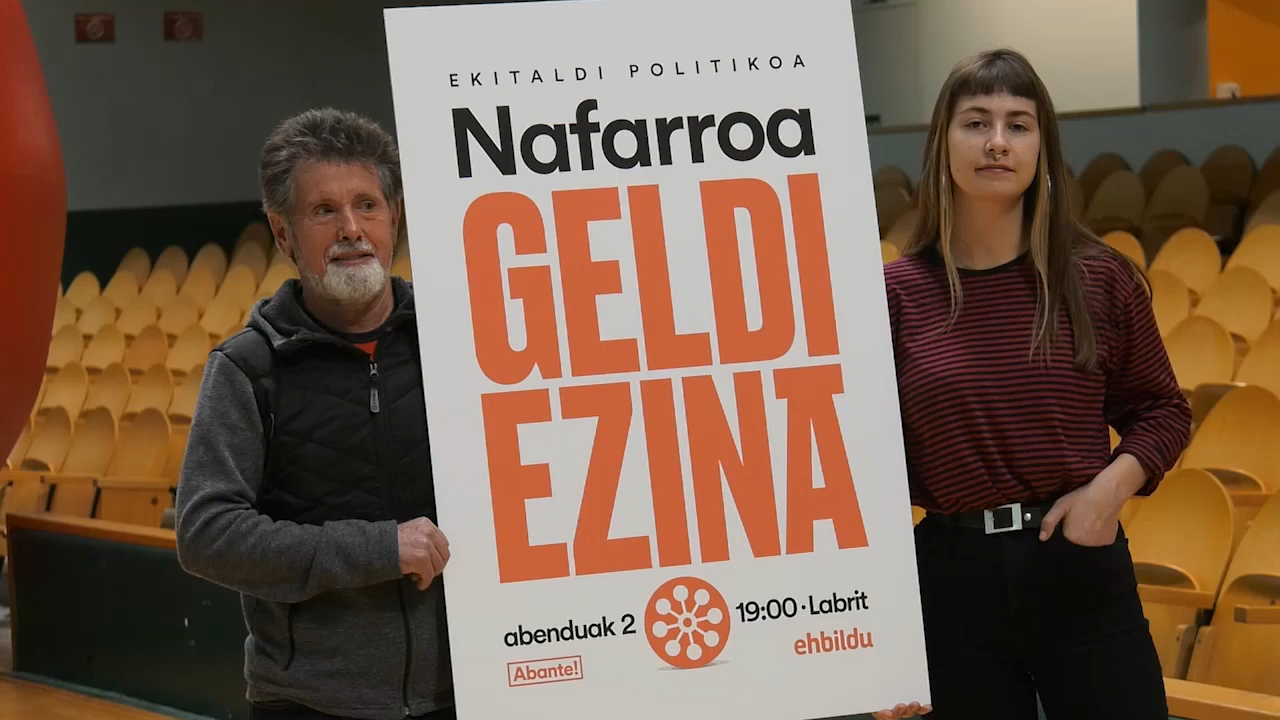 EKITALDI POLITIKOA
Nafarroa
GELDI
EZINA
abenduak 2
19:00·Labrit
Abante!
ehbildu